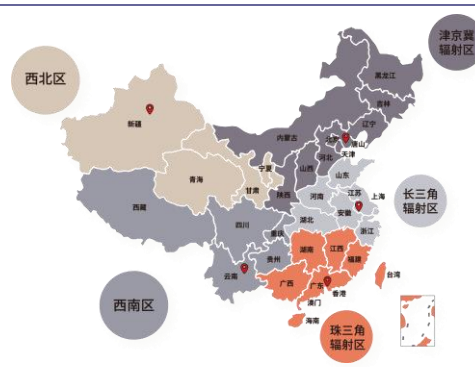 津京冀
辐射区
黑龙江
西北区
吉林
新疆
辽宁
内蒙古
北京
唐山
天津
河北
山西
宁夏
山东
青海
甘肃
陕西
河南
江苏
上海
长三角
辐射区
西藏
安徽
四川
湖北
重庆
浙江
湖南
江西
贵州
福建
西南区
云南
台湾
广西
广东
香港
澳门
海南
珠三角
辐射区